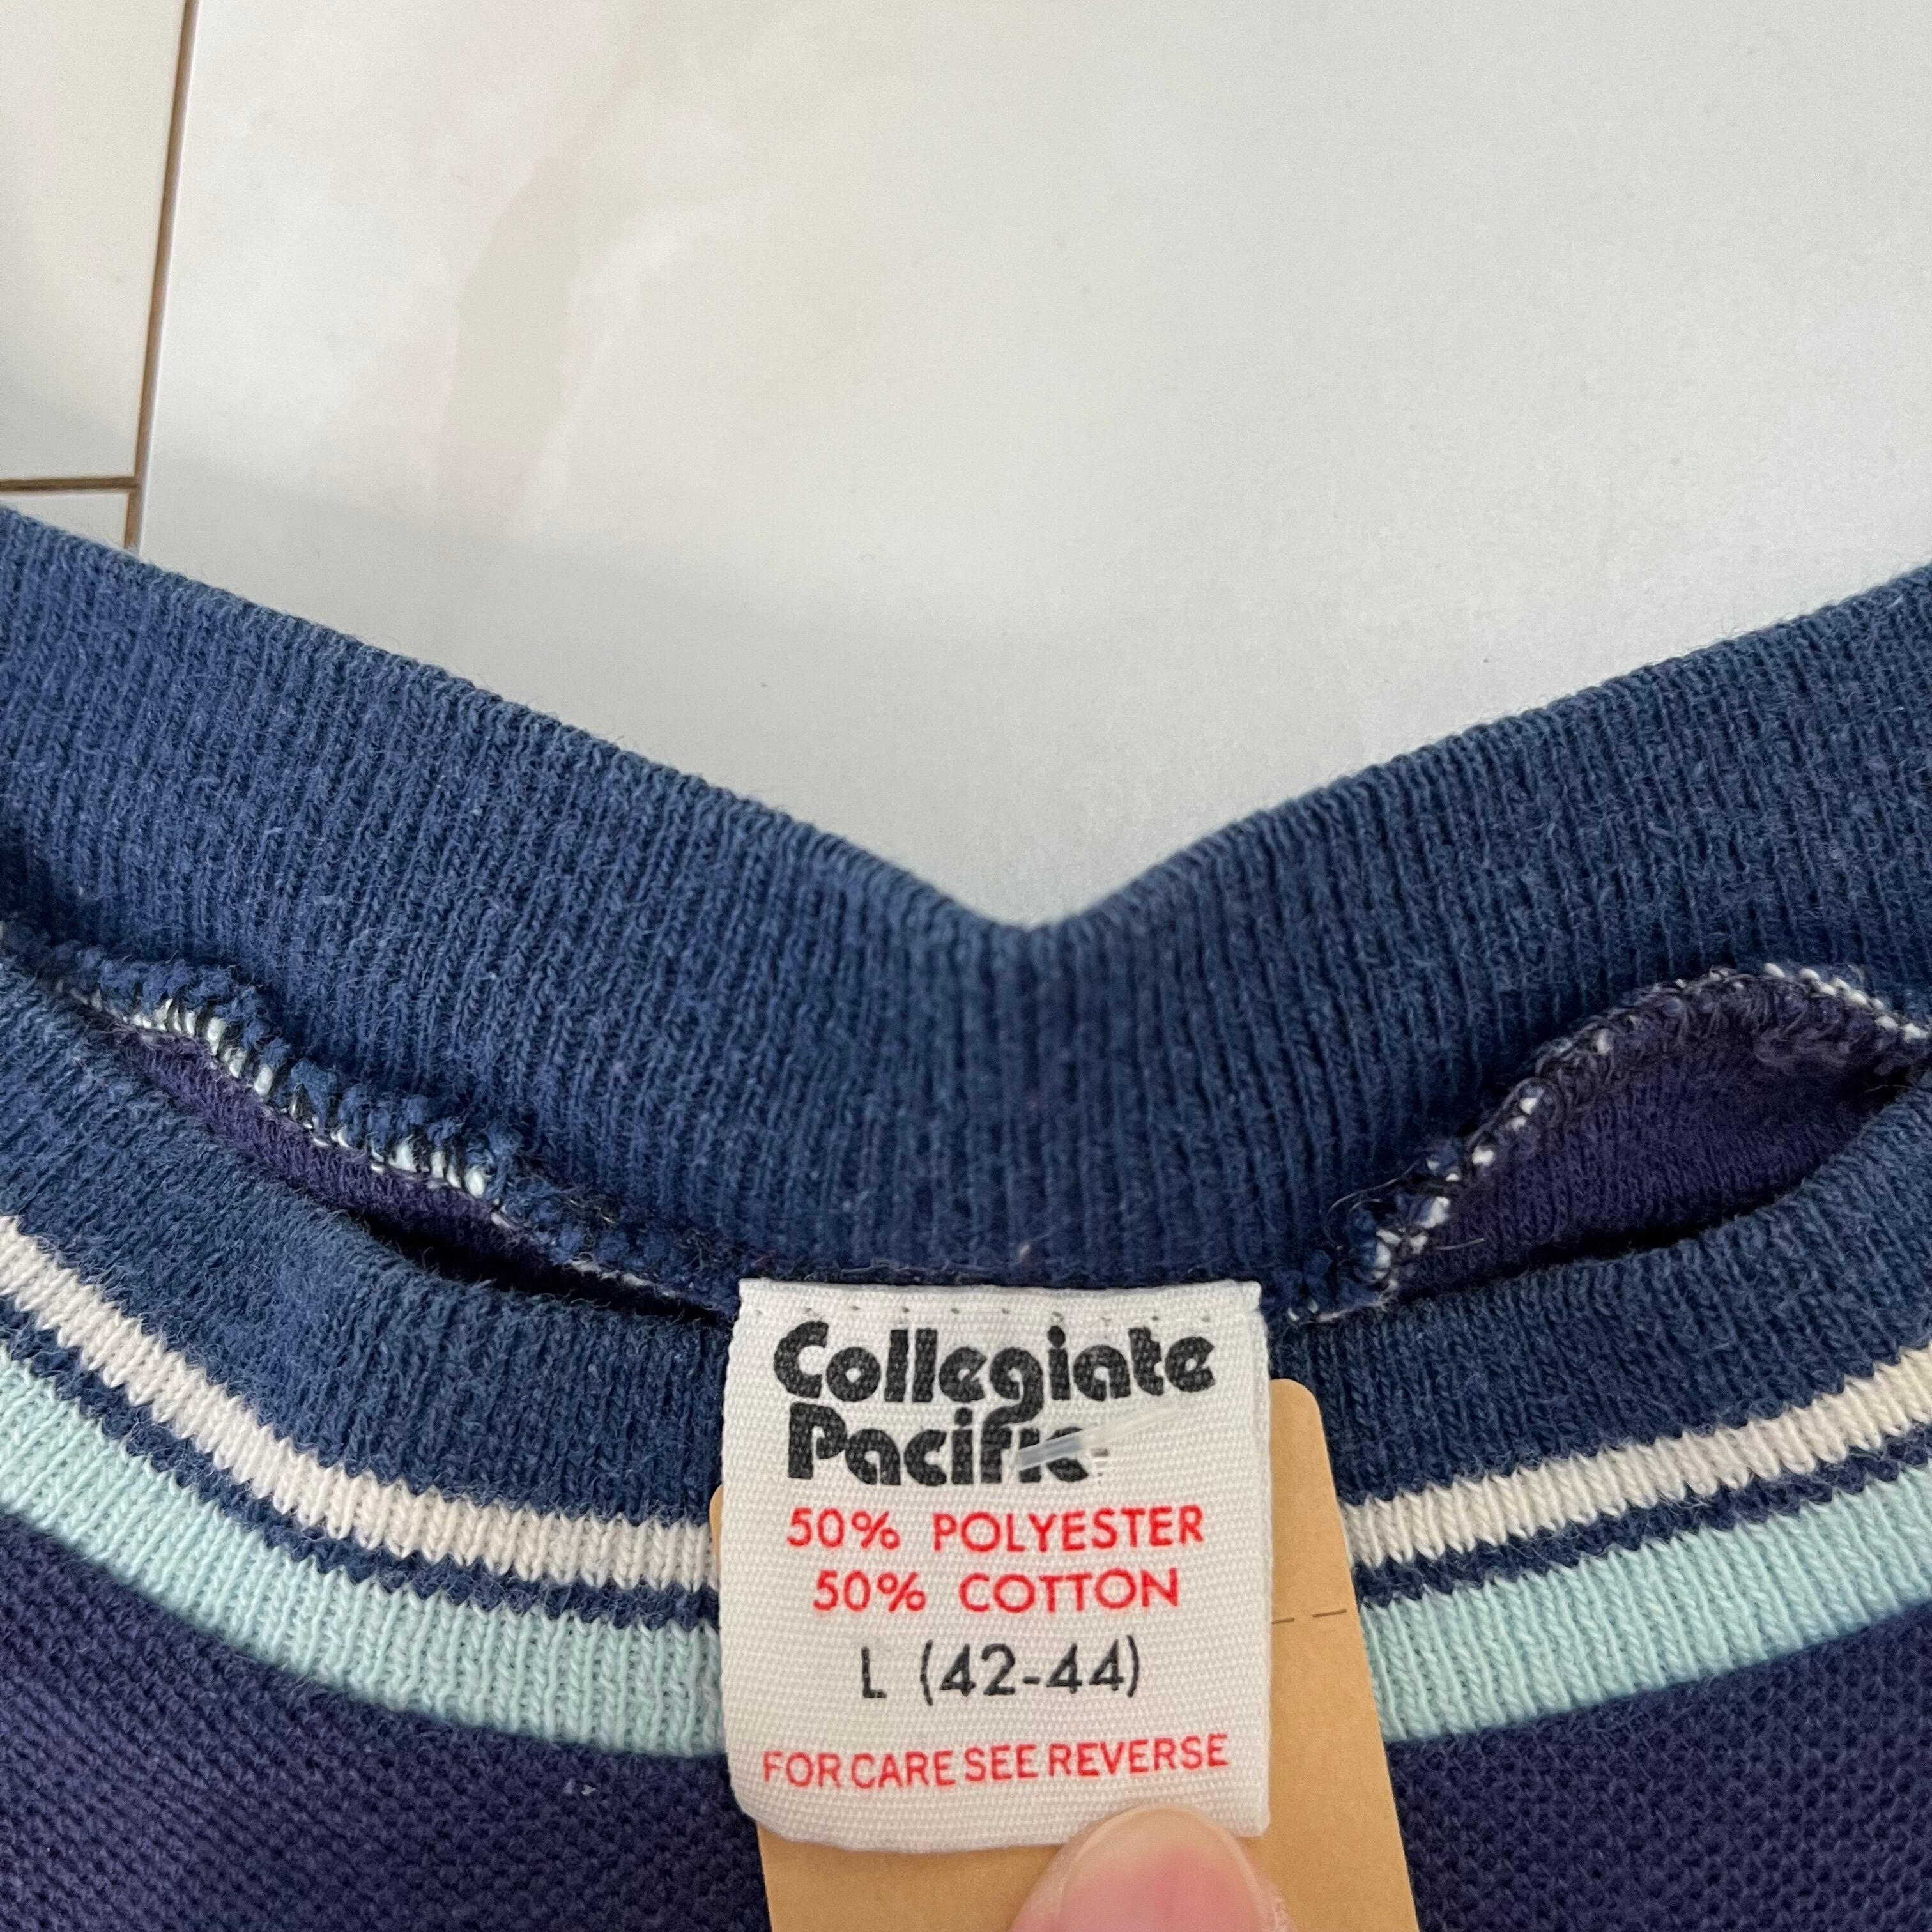 Collegiate
Pacific
50% POLYESTER
50% COTTON
L (42-44)
FOR CARE SEE REVERSE